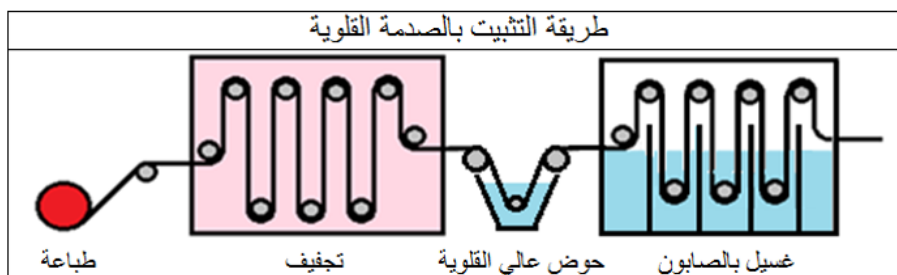 طريقة التثبيت بالصدمة القلوية
طباعة
تجفيف
حوض عالي القلوية
غسيل بالصابون